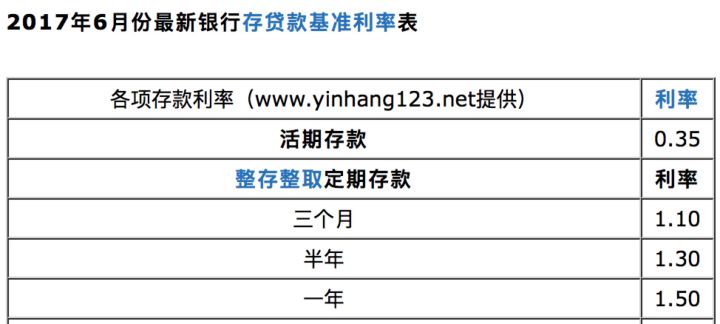 2017年6月份最新银行存贷款基准利率表
各项存款利率（www.yinhang123.net提供） 利率
活期存款 0.35
整存整取定期存款 利率
三个月 1.10
半年 1.30
一年 1.50